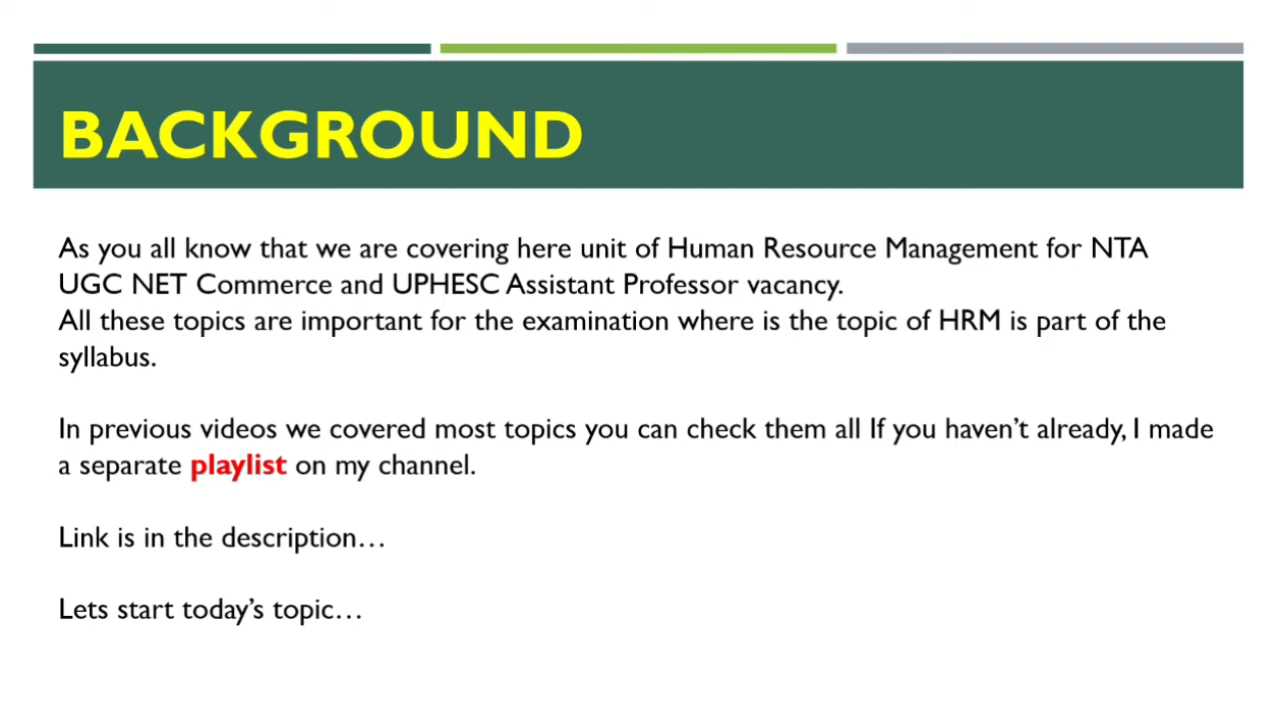 BACKGROUND
As you all know that we are covering here unit of Human Resource Management for NTA
UGC NET Commerce and UPHESC Assistant Professor vacancy.
All these topics are important for the examination where is the topic of HRM is part of the
syllabus.
In previous videos we covered most topics you can check them all If you haven’t already, I made
a separate playlist on my channel.
Link is in the description…
Lets start today’s topic…